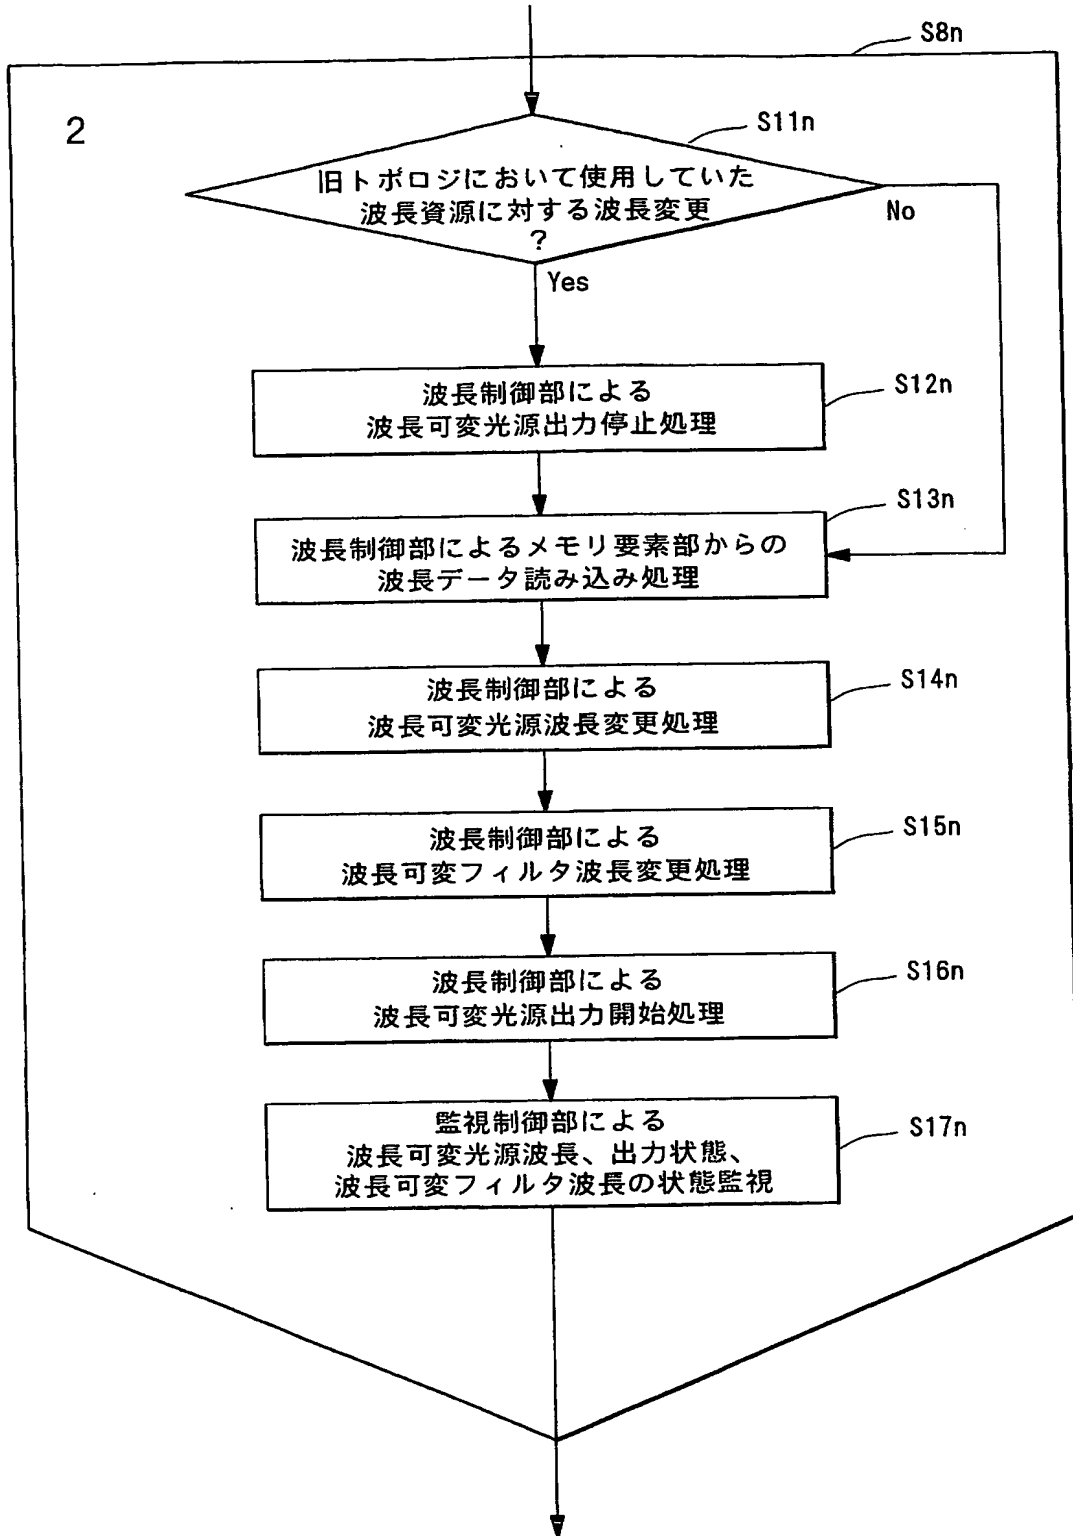 S8n
2
S11n
旧トポロジにおいて使用していた
波長資源に対する波長変更
?
No
Yes
波長制御部による
波長可変光源出力停止処理
S12n
波長制御部によるメモリ要素部からの
波長データ読み込み処理
S13n
波長制御部による
波長可変光源波長変更処理
S14n
波長制御部による
波長可変フィルタ波長変更処理
S15n
波長制御部による
波長可変光源出力開始処理
S16n
監視制御部による
波長可変光源波長、出力状態、
波長可変フィルタ波長の状態監視
S17n